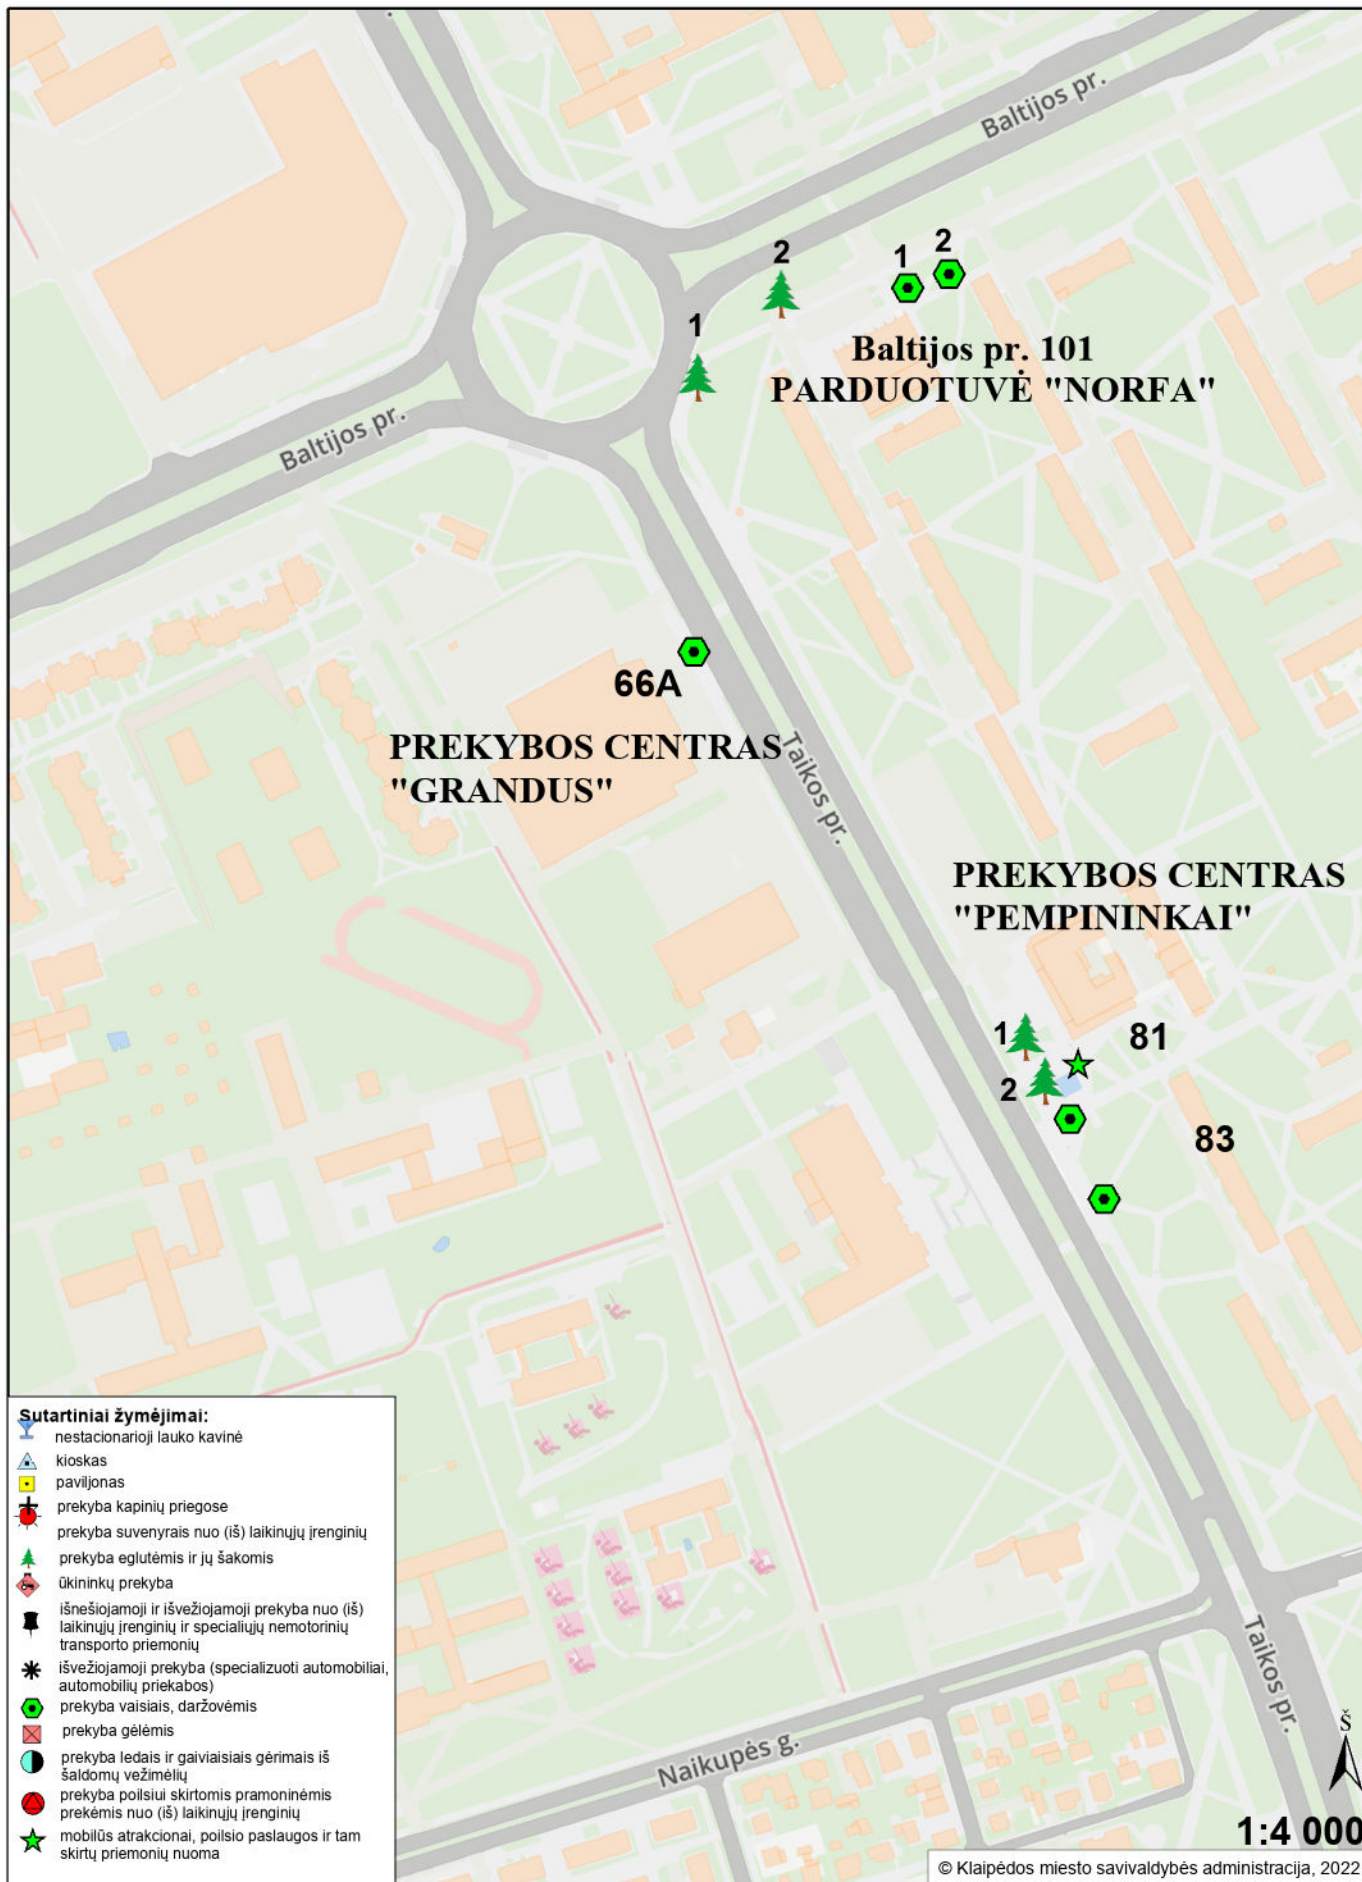 Baltijos pr.
2
1
2
1
Baltijos pr. 101
PARDUOTUVĖ "NORFA"
Baltijos pr.
66A
PREKYBOS CENTRAS
"GRANDUS"
Taikos pr.
PREKYBOS CENTRAS
"PEMPININKAI"
1
81
2
83
Sutartiniai žymėjimai:
nestacionarioji lauko kavinė
kioskas
paviljonas
prekyba kapinių priegose
prekyba suvenyrais nuo (iš) laikinųjų įrenginių
prekyba eglutėmis ir jų šakomis
ūkininkų prekyba
išnešiojamoji ir išvežiojamoji prekyba nuo (iš)
laikinųjų įrenginių ir specialiųjų nemotorinių
transporto priemonių
išvežiojamoji prekyba (specializuoti automobiliai,
automobilių priekabos)
prekyba vaisiais, daržovėmis
prekyba gėlėmis
prekyba ledais ir gaiviaisiais gėrimais iš
šaldomų vežimėlių
prekyba poilsiui skirtomis pramoninėmis
prekėmis nuo (iš) laikinųjų įrenginių
mobilūs atrakcionai, poilsio paslaugos ir tam
skirtų priemonių nuoma
Taikos pr.
Naikupės g.
Š
1:4 000
© Klaipėdos miesto savivaldybės administracija, 2022